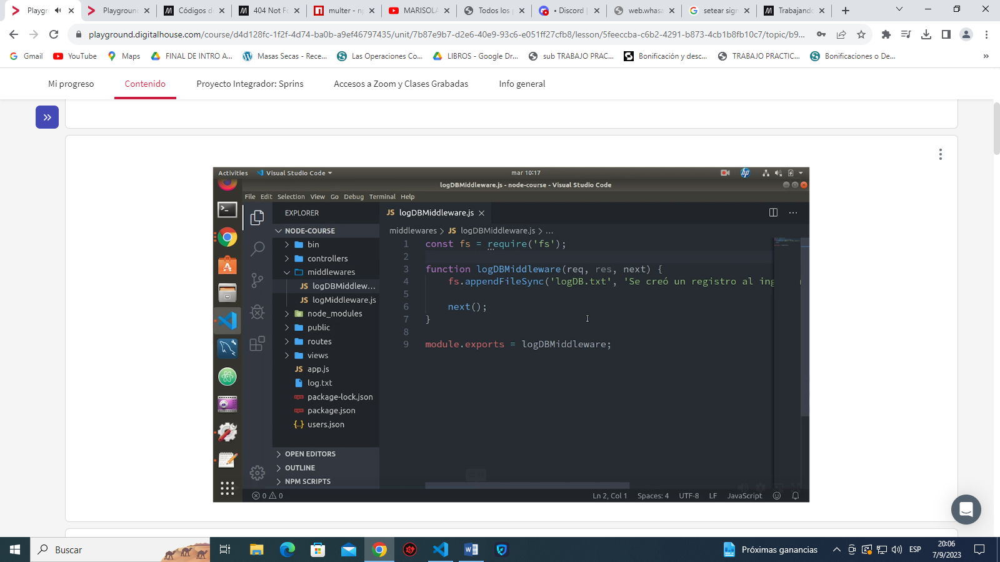 Playgr
Playgroun
Códigos d
404 Not Fo
multer - np
MARISOLA
Todos los p
• Discord |
web.whasa
setear sign
Trabajando
playground.digitalhouse.com/course/d4d128fc-1f2f-4d74-ba0b-a9ef46797435/unit/7b87e9b7-d2e6-40e9-93c6-e051ff27cfb8/lesson/5feeccba-c6b2-4291-b873-4cb1b8fb10c7/topic/b9...
Gmail
YouTube
Maps
FINAL DE INTRO A...
Masas Secas - Rece...
Las Operaciones Co...
LIBROS - Google Dr...
sub TRABAJO PRAC...
Bonificación y desc...
TRABAJO PRACTIC...
Bonificaciones o De...
»
Mi progreso
Contenido
Proyecto Integrador: Sprins
Accesos a Zoom y Clases Grabadas
Info general
Activities
Visual Studio Code
mar 10:17
logDBMiddleware.js - node-course - Visual Studio Code
File Edit Selection View Go Debug Terminal Help
EXPLORER
NODE-COURSE
bin
controllers
middlewares
JS logDBMiddlew...
JS logMiddleware.js
node_modules
public
routes
views
JS app.js
log.txt
package-lock.json
package.json
{..} users.json
OPEN EDITORS
OUTLINE
NPM SCRIPTS
JS logDBMiddleware.js
middlewares > JS logDBMiddleware.js > ...
1 const fs = require('fs');
2
3 function logDBMiddleware(req, res, next) {
4 fs.appendFileSync('logDB.txt', 'Se creó un registro al ing
5
6 next();
7 }
8
9 module.exports = logDBMiddleware;
0 0
Ln 2, Col 1
Spaces: 4
UTF-8
LF
JavaScript
Buscar
Próximas ganancias
ESP
20:06
7/9/2023